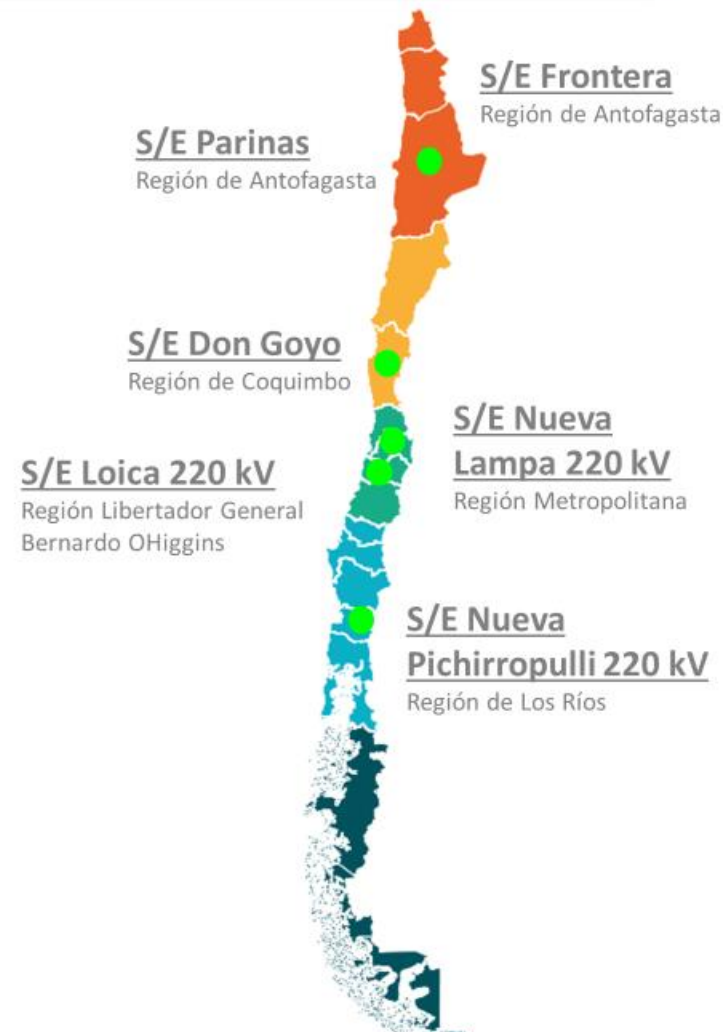 S/E Frontera
Región de Antofagasta
S/E Parinas
Región de Antofagasta
S/E Don Goyo
Región de Coquimbo
S/E Nueva
Lampa 220 kV
Región Metropolitana
S/E Loica 220 kV
Región Libertador General
Bernardo OHiggins
S/E Nueva
Pichirropulli 220 kV
Región de Los Ríos